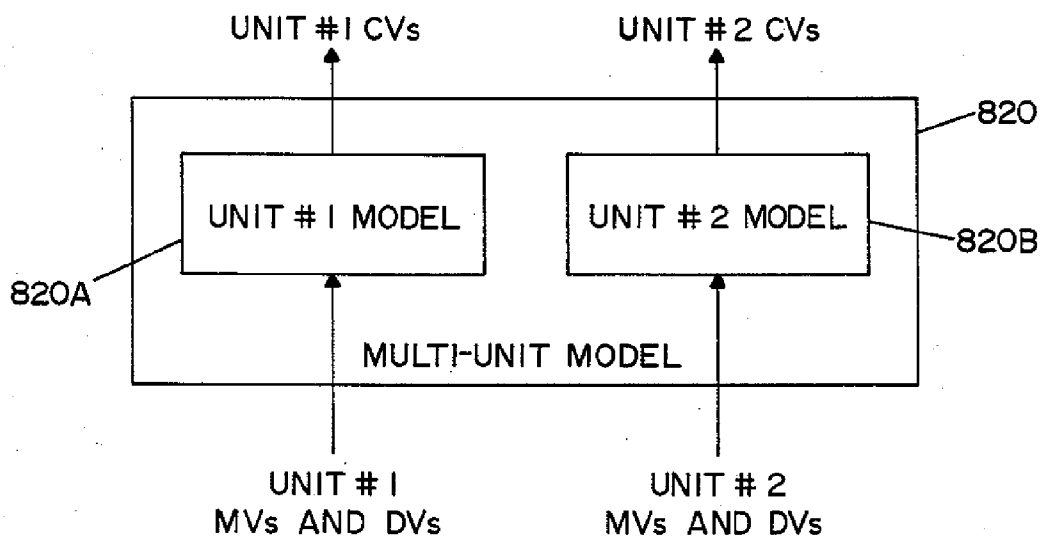 UNIT #1 CVs
UNIT #2 CVs
820
UNIT #1 MODEL
UNIT #2 MODEL
820A
820B
MULTI-UNIT MODEL
UNIT #1
MVs AND DVs
UNIT #2
MVs AND DVs